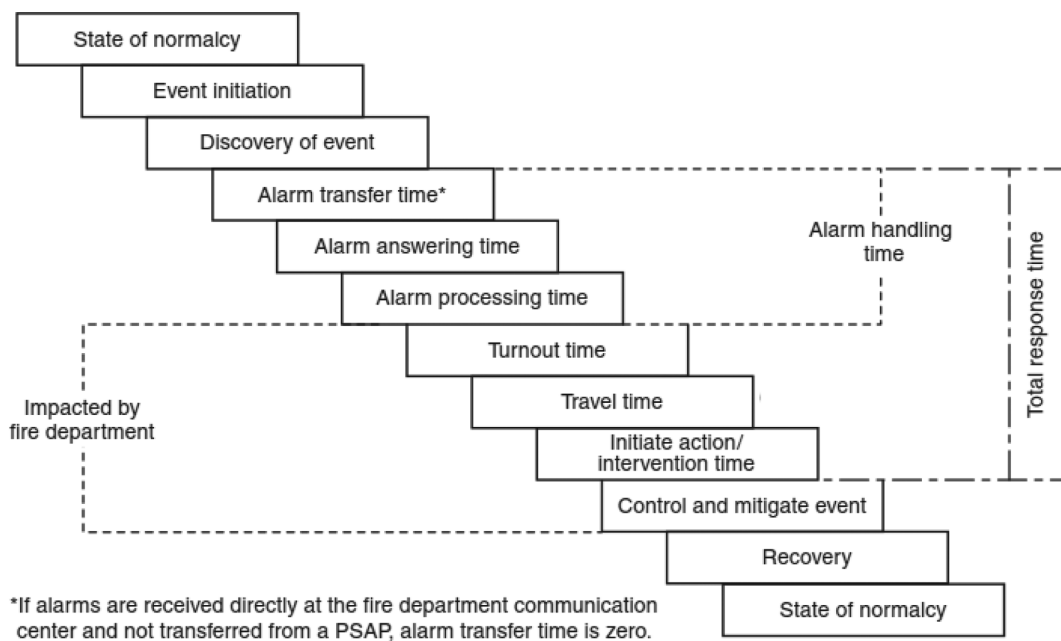 State of normalcy
Event initiation
Discovery of event
Alarm transfer time*
Alarm answering time
Alarm handling
time
Alarm processing time
Turnout time
Total response time
Travel time
Impacted by
fire department
Initiate action/
intervention time
Control and mitigate event
Recovery
State of normalcy
*If alarms are received directly at the fire department communication
center and not transferred from a PSAP, alarm transfer time is zero.